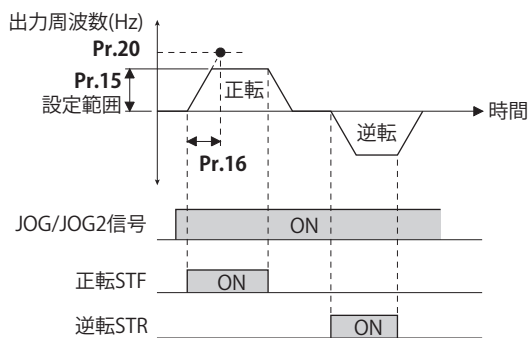 出力周波数(Hz)
Pr.20
Pr.15
設定範囲
正転
時間
逆転
Pr.16
JOG/JOG2信号
ON
正転STF
ON
逆転STR
ON